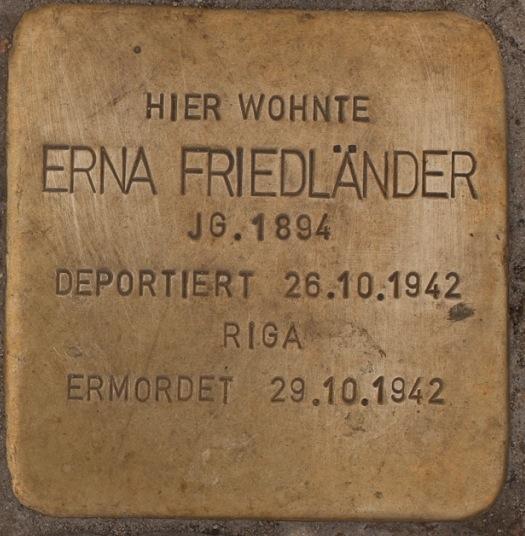 HIER WOHNTE
ERNA FRIEDLÄNDER
JG. 1894
DEPORTIERT 26.10.1942
RIGA
ERMORDET 29.10.1942